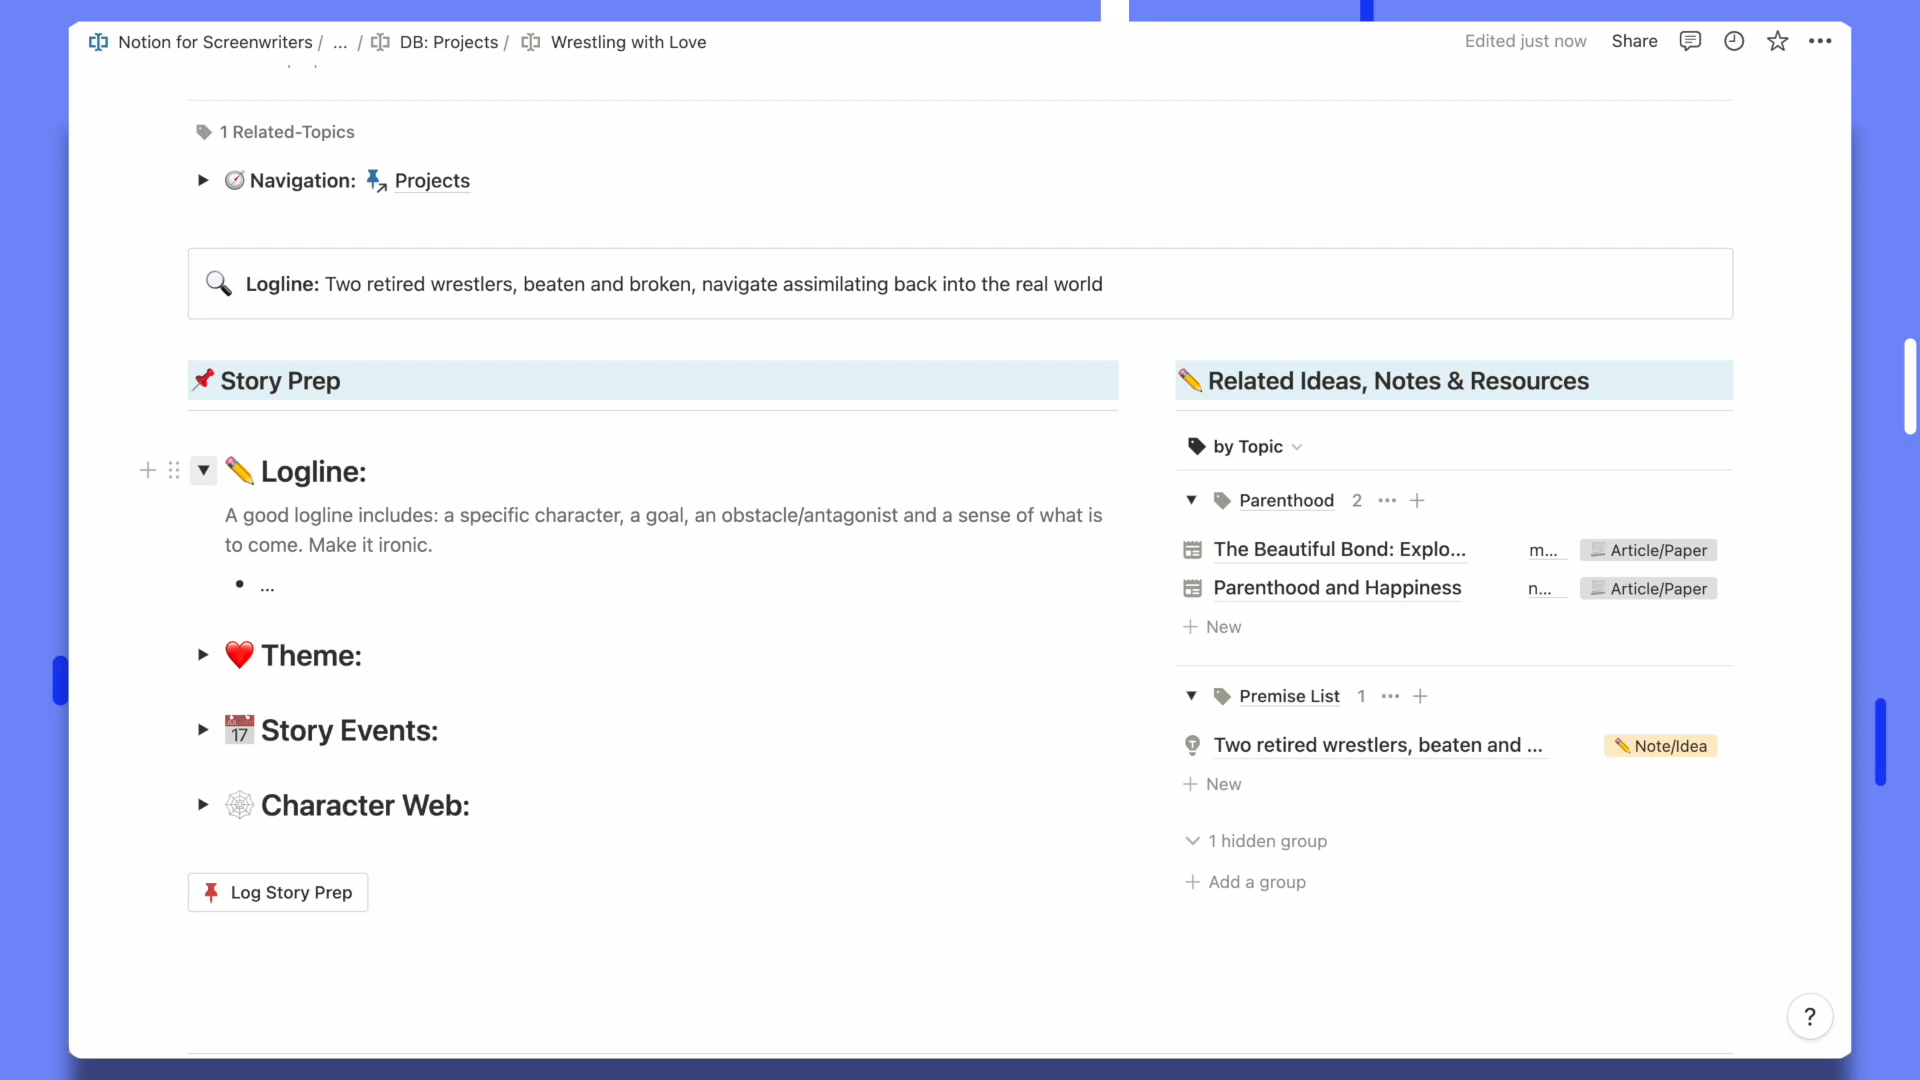 Notion for Screenwriters / ... / DB: Projects / Wrestling with Love
Edited just now Share
1 Related-Topics
Navigation: Projects
Logline: Two retired wrestlers, beaten and broken, navigate assimilating back into the real world
Story Prep
Logline:
A good logline includes: a specific character, a goal, an obstacle/antagonist and a sense of what is
to come. Make it ironic.
• ...
Theme:
17 Story Events:
Character Web:
Log Story Prep
Related Ideas, Notes & Resources
by Topic
Parenthood 2
The Beautiful Bond: Explo... m... Article/Paper
Parenthood and Happiness n... Article/Paper
New
Premise List 1
Two retired wrestlers, beaten and ... Note/Idea
New
1 hidden group
Add a group
?